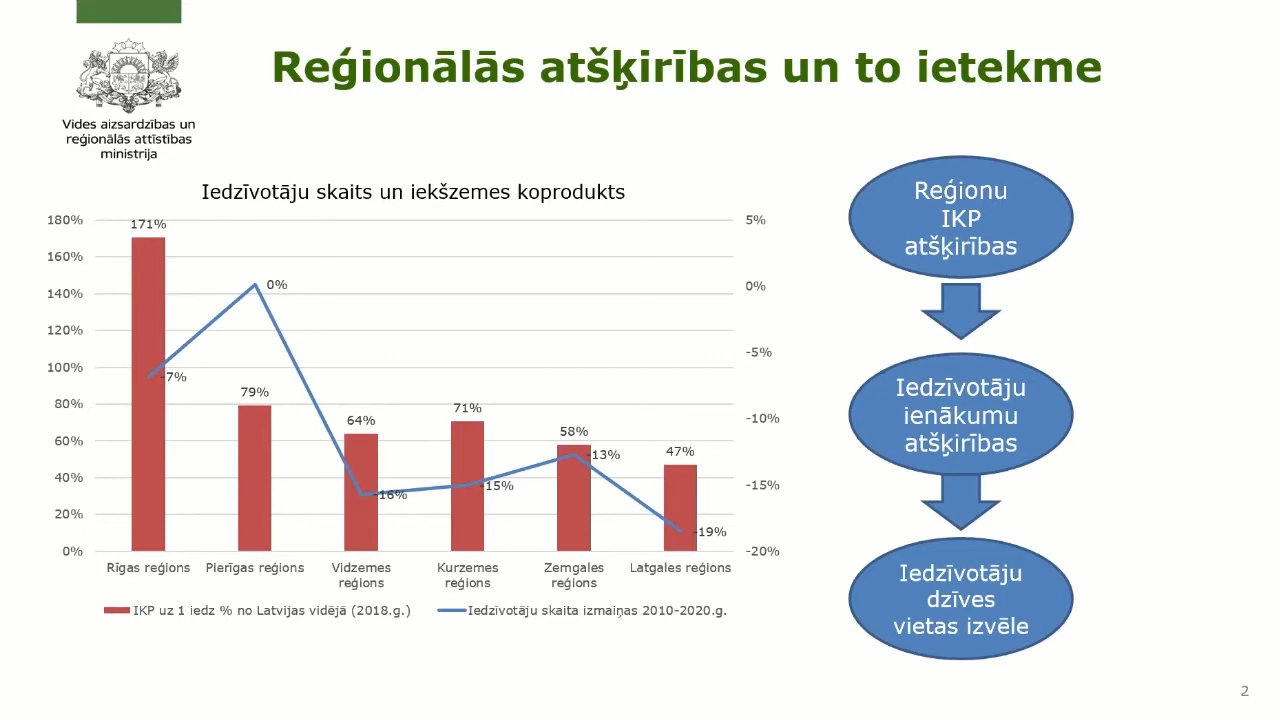 Reģionālās atšķirības un to ietekme
Vides aizsardzības un
reģionālās attīstības
ministrija
Iedzīvotāju skaits un iekšzemes koprodukts
180%
160%
140%
120%
100%
80%
60%
40%
20%
0%
171%
79%
64%
71%
58%
47%
-7%
0%
-16%
-15%
-13%
-19%
5%
0%
-5%
-10%
-15%
-20%
Rīgas reģions
Pierīgas reģions
Vidzemes
reģions
Kurzemes
reģions
Zemgales
reģions
Latgales reģions
IKP uz 1 iedz % no Latvijas vidējā (2018.g.)
Iedzīvotāju skaita izmaiņas 2010-2020.g.
Reģionu
IKP
atšķirības
Iedzīvotāju
ienākumu
atšķirības
Iedzīvotāju
dzīves
vietas izvēle
2